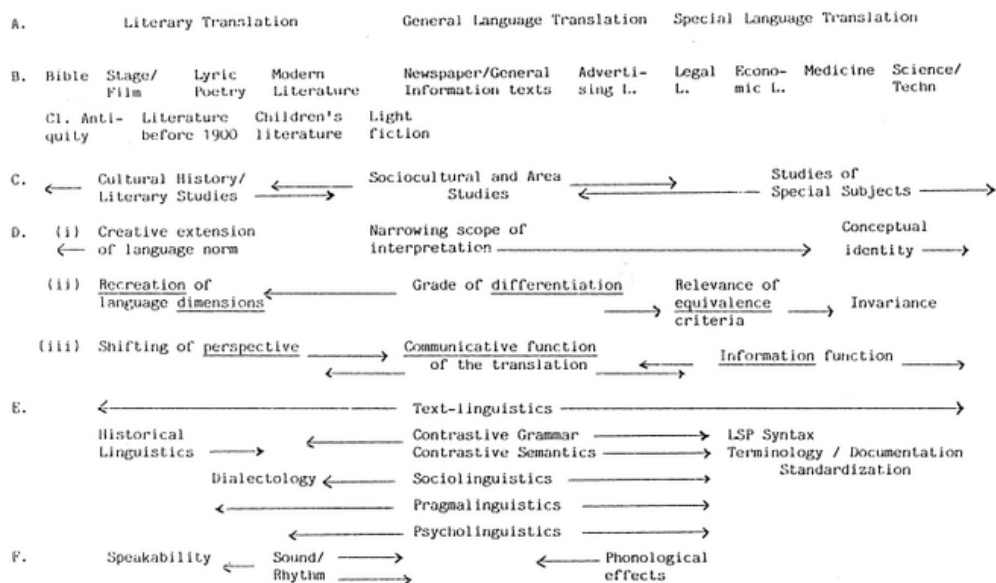 A. Literary Translation General Language Translation Special Language Translation
B. Bible Stage/ Lyric Modern Newspaper/General Adverti- Legal Econo- Medicine Science/
Film Poetry Literature Information texts sing L. L. mic L. Techn
Cl. Anti- Literature Children's Light
quity before 1900 literature fiction
C. Cultural History/ Sociocultural and Area Studies of
Literary Studies Studies Special Subjects
D. (i) Creative extension Narrowing scope of Conceptual
of language norm interpretation identity
(ii) Recreation of Grade of differentiation Relevance of
language dimensions equivalence Invariance
criteria
(iii) Shifting of perspective Communicative function Information function
of the translation
E. Text-linguistics
Historical Contrastive Grammar LSP Syntax
Linguistics Contrastive Semantics Terminology / Documentation
Standardization
Dialectology Sociolinguistics
Pragmalinguistics
Psycholinguistics
F. Speakability Sound/ Phonological
Rhythm effects